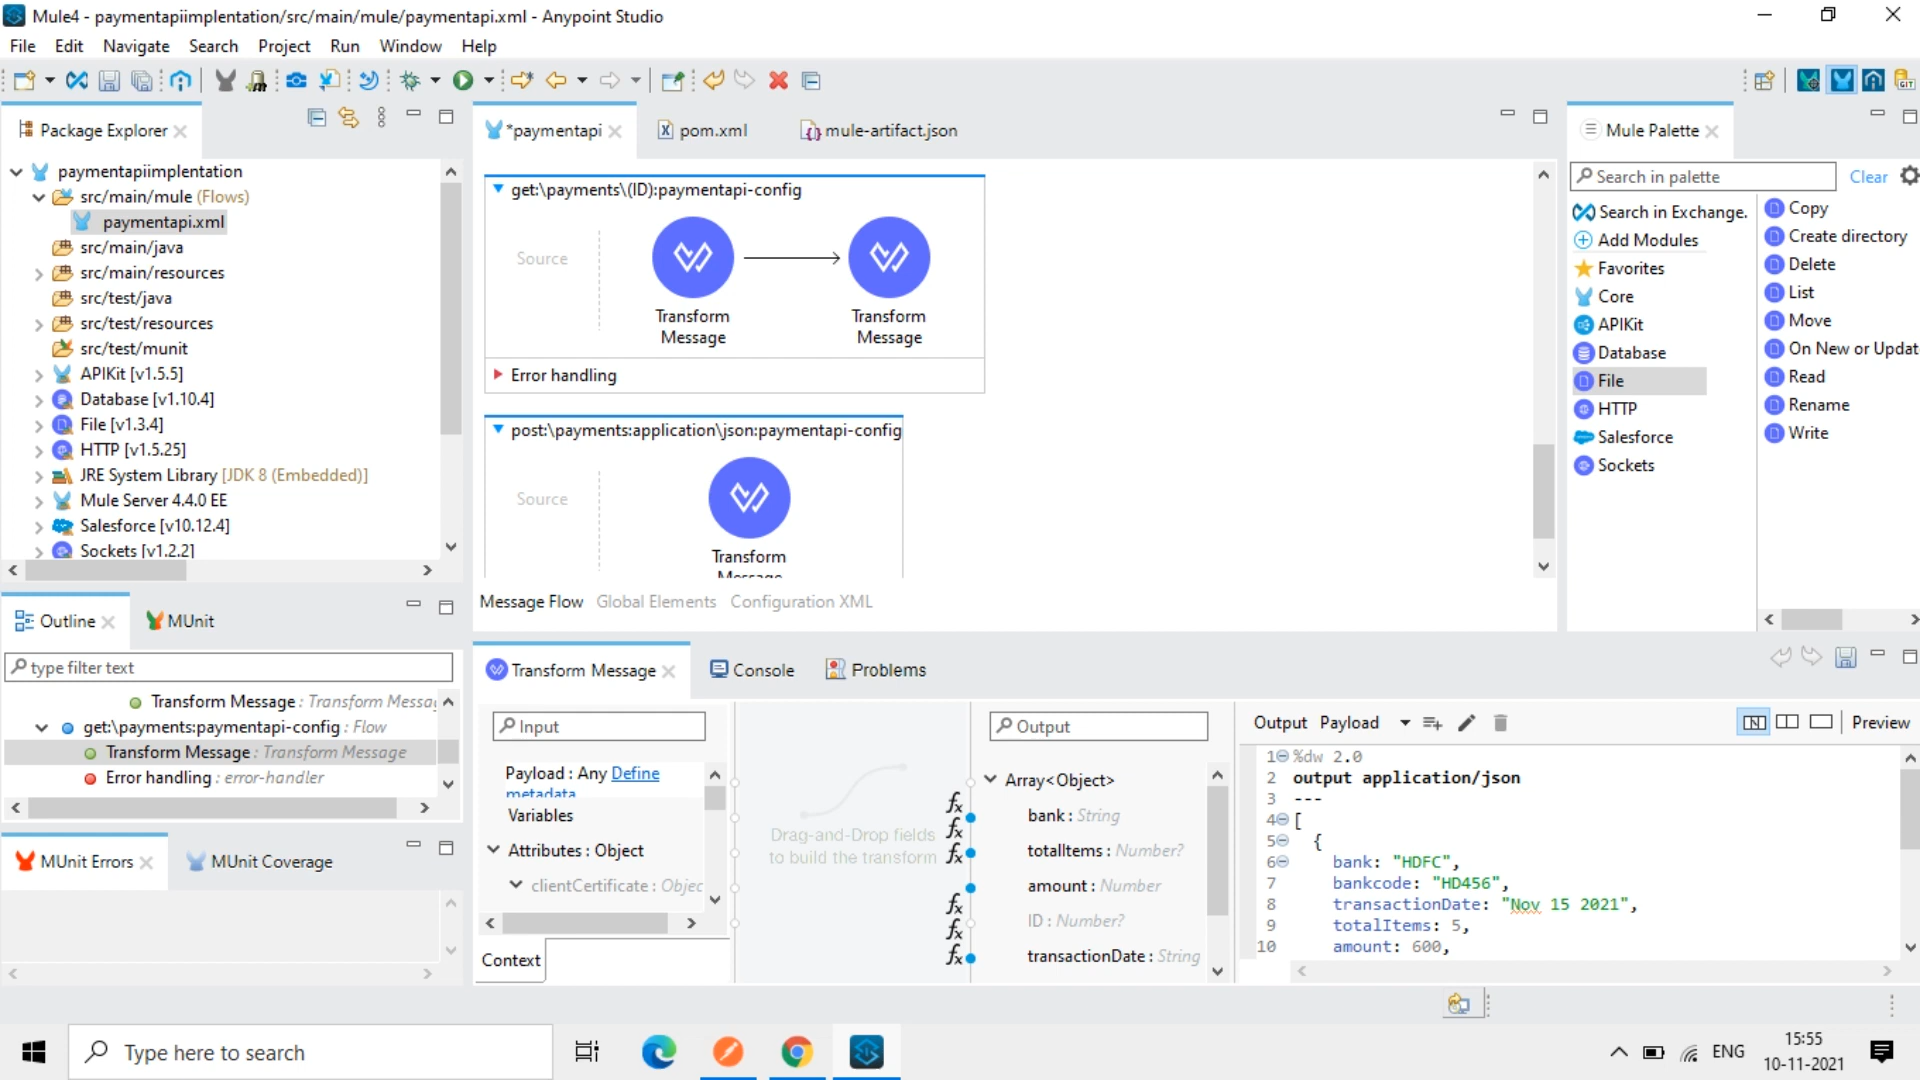 Mule4 - paymentapiimplentation/src/main/mule/paymentapi.xml - Anypoint Studio
File Edit Navigate Search Project Run Window Help
Package Explorer
paymentapiimplentation
src/main/mule (Flows)
paymentapi.xml
src/main/java
src/main/resources
src/test/java
src/test/resources
src/test/munit
APIKit [v1.5.5]
Database [v1.10.4]
File [v1.3.4]
HTTP [v1.5.25]
JRE System Library [JDK 8 (Embedded)]
Mule Server 4.4.0 EE
Salesforce [v10.12.4]
Sockets [v1.2.2]
*paymentapi
pom.xml
mule-artifact.json
get:\payments\(ID):paymentapi-config
Source
Transform
Message
Transform
Message
Error handling
post:\payments:application\json:paymentapi-config
Source
Transform
Message
Message Flow Global Elements Configuration XML
Mule Palette
Search in palette
Clear
Search in Exchange.
Add Modules
Favorites
Core
APIKit
Database
File
HTTP
Salesforce
Sockets
Copy
Create directory
Delete
List
Move
On New or Updat
Read
Rename
Write
Outline
MUnit
type filter text
Transform Message : Transform Messag
get:\payments:paymentapi-config : Flow
Transform Message : Transform Message
Error handling : error-handler
MUnit Errors
MUnit Coverage
Transform Message
Console
Problems
Input
Payload : Any Define
metadata
Variables
Attributes : Object
clientCertificate : Objec
Context
Drag-and-Drop fields
to build the transform
fx
fx
fx
fx
fx
fx
Output
Array<Object>
bank : String
totalItems : Number?
amount : Number
ID : Number?
transactionDate : String
Output Payload
Preview
1 %dw 2.0
2 output application/json
3 ---
4 [
5 {
6 bank: "HDFC",
7 bankcode: "HD456",
8 transactionDate: "Nov 15 2021",
9 totalItems: 5,
10 amount: 600,
GIT
Type here to search
ENG
15:55
10-11-2021